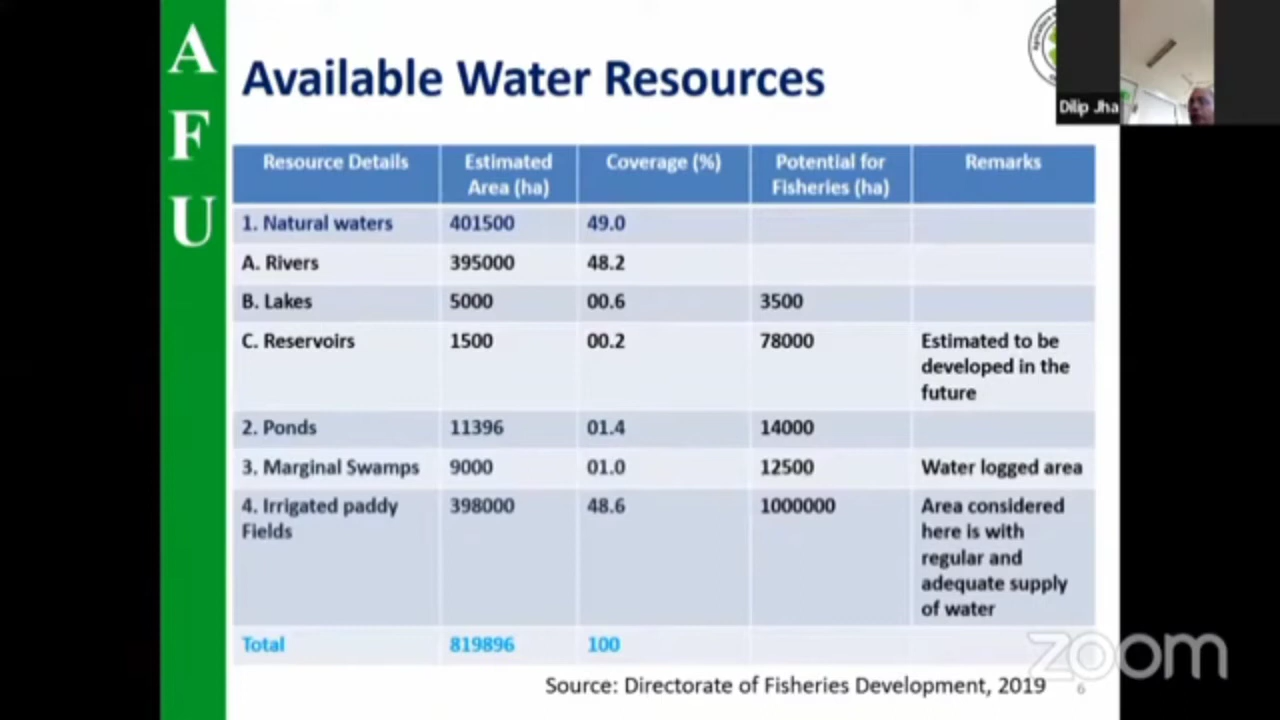 A
F
U
Available Water Resources
Dilip Jha
Resource Details Estimated Area (ha) Coverage (%) Potential for Fisheries (ha) Remarks
1. Natural waters 401500 49.0
A. Rivers 395000 48.2
B. Lakes 5000 00.6 3500
C. Reservoirs 1500 00.2 78000 Estimated to be
developed in the
future
2. Ponds 11396 01.4 14000
3. Marginal Swamps 9000 01.0 12500 Water logged area
4. Irrigated paddy Fields 398000 48.6 1000000 Area considered
here is with
regular and
adequate supply
of water
Total 819896 100
zoom
Source: Directorate of Fisheries Development, 2019 6